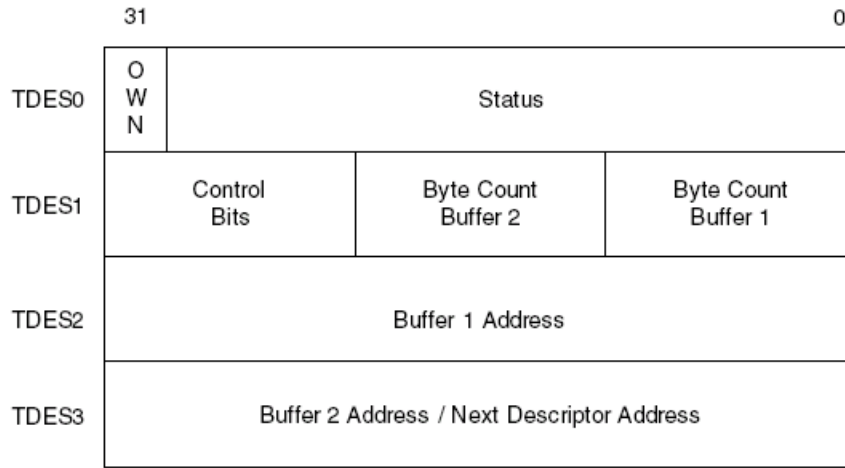 31 0
TDES0
O
W
N
Status
TDES1
Control
Bits
Byte Count
Buffer 2
Byte Count
Buffer 1
TDES2
Buffer 1 Address
TDES3
Buffer 2 Address / Next Descriptor Address